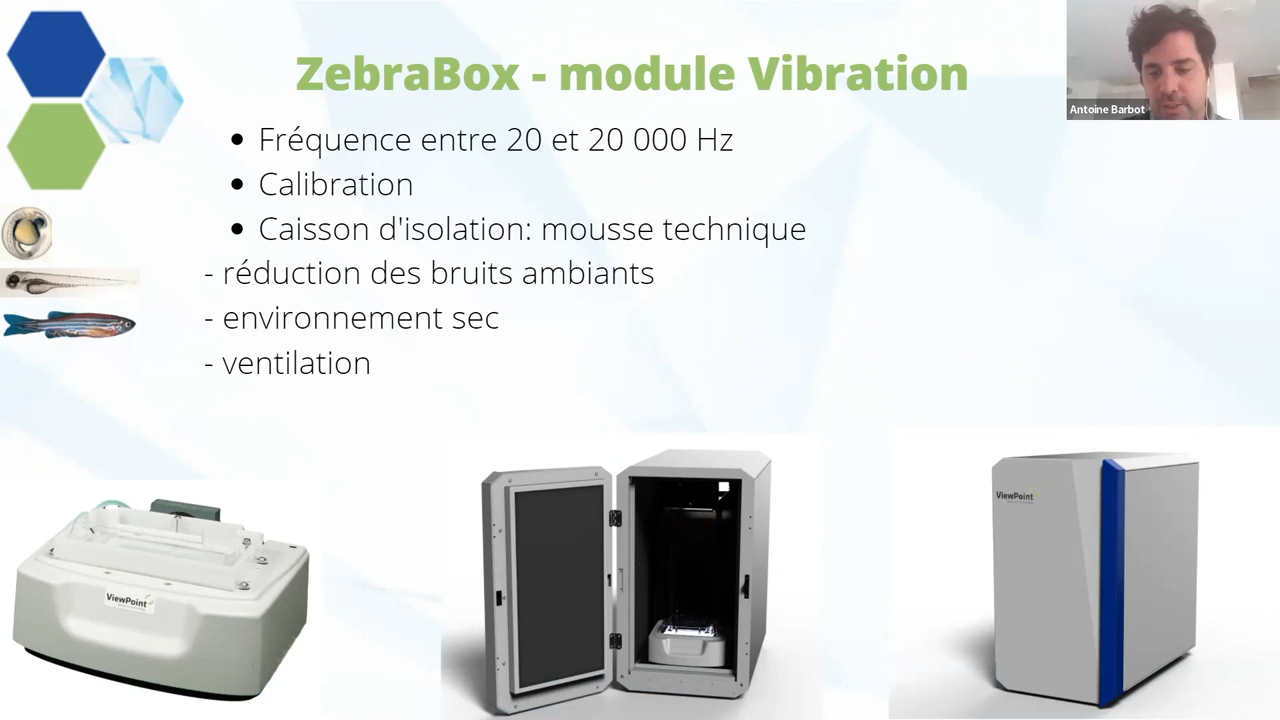 ZebraBox - module Vibration
Antoine Barbot
• Fréquence entre 20 et 20 000 Hz
• Calibration
• Caisson d'isolation: mousse technique
- réduction des bruits ambiants
- environnement sec
- ventilation
ViewPoint
ViewPoint